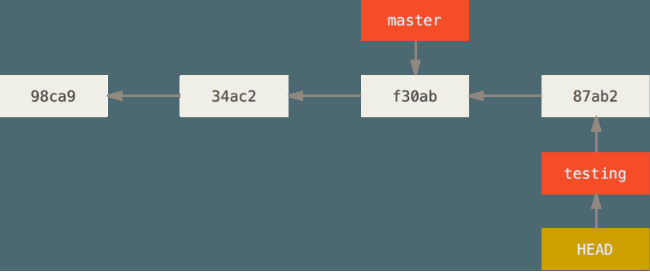 master
98ca9
34ac2
f30ab
87ab2
testing
HEAD